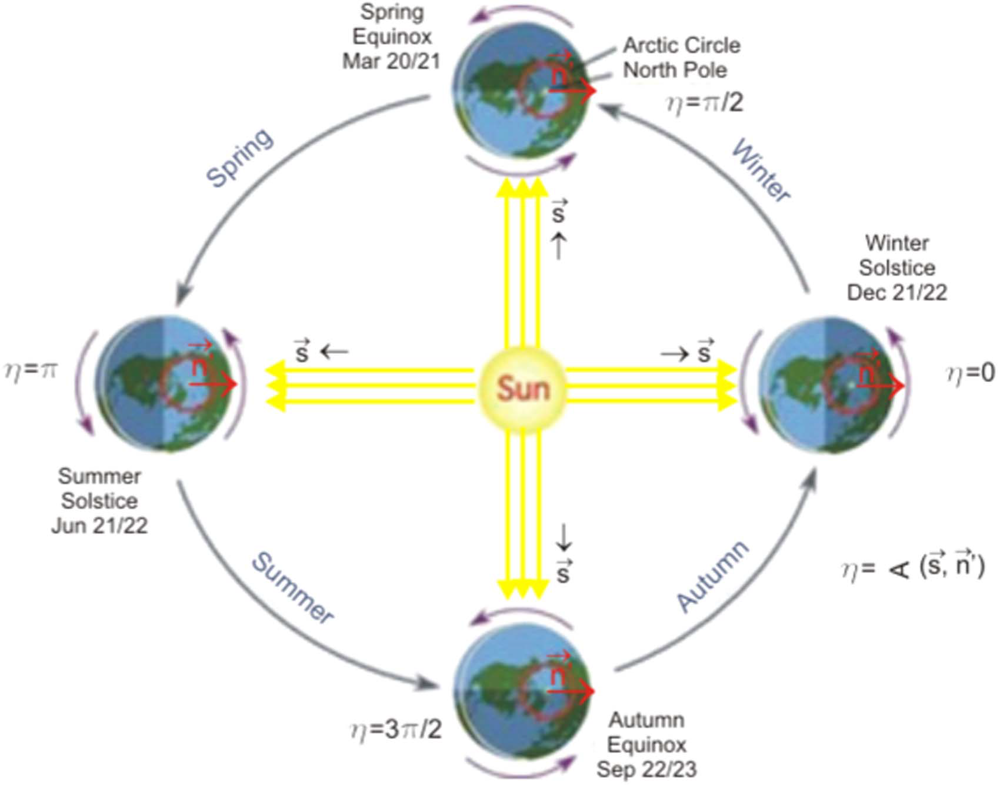 Spring
Equinox
Mar 20/21
Arctic Circle
North Pole
n⃗'
η=π/2
Spring
Winter
s⃗
↑
Winter
Solstice
Dec 21/22
s⃗ ←
→ s⃗
η=π
n⃗'
Sun
n⃗'
η=0
Summer
Solstice
Jun 21/22
↓
s⃗
Summer
Autumn
η= ∢ (s⃗, n⃗')
n⃗'
η=3π/2
Autumn
Equinox
Sep 22/23